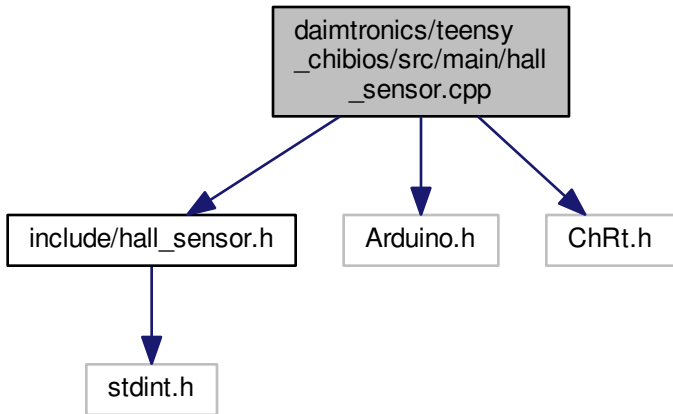 daimtronics/teensy
_chibios/src/main/hall
_sensor.cpp
include/hall_sensor.h
Arduino.h
ChRt.h
stdint.h